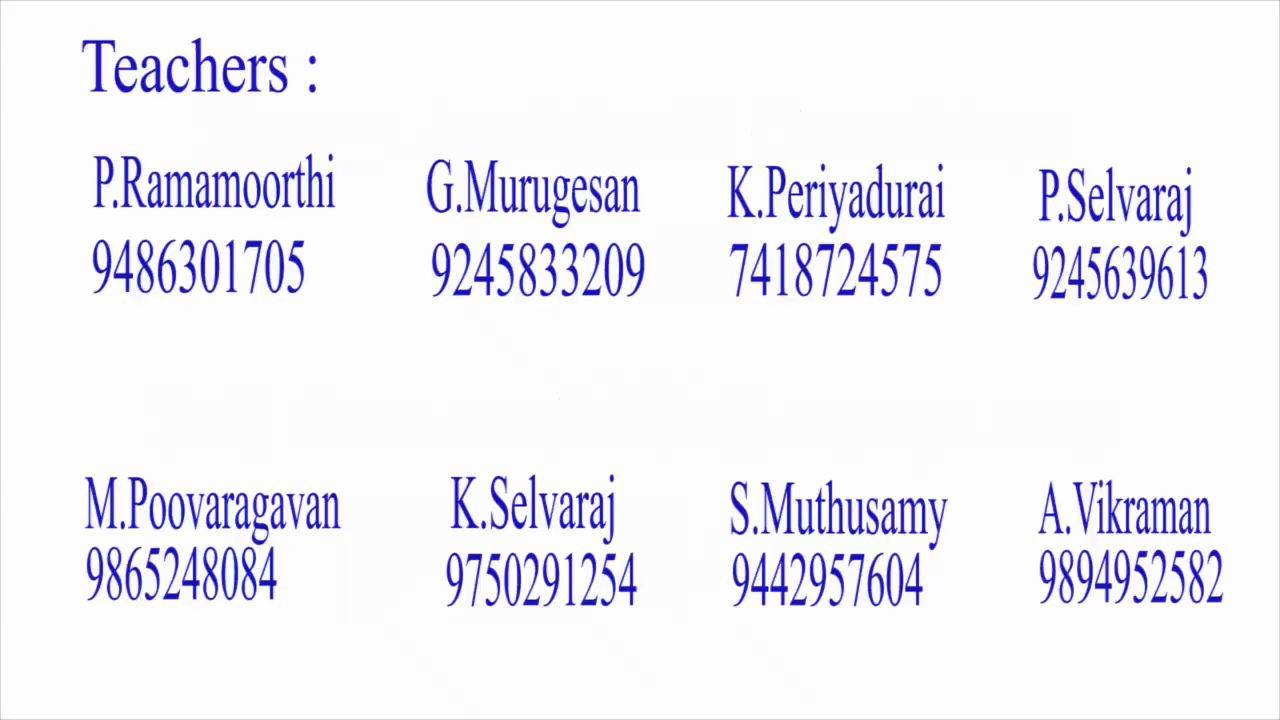 Teachers :
P.Ramamoorthi G.Murugesan K.Periyadurai P.Selvaraj
9486301705 9245833209 7418724575 9245639613
M.Poovaragavan K.Selvaraj S.Muthusamy A.Vikraman
9865248084 9750291254 9442957604 9894952582